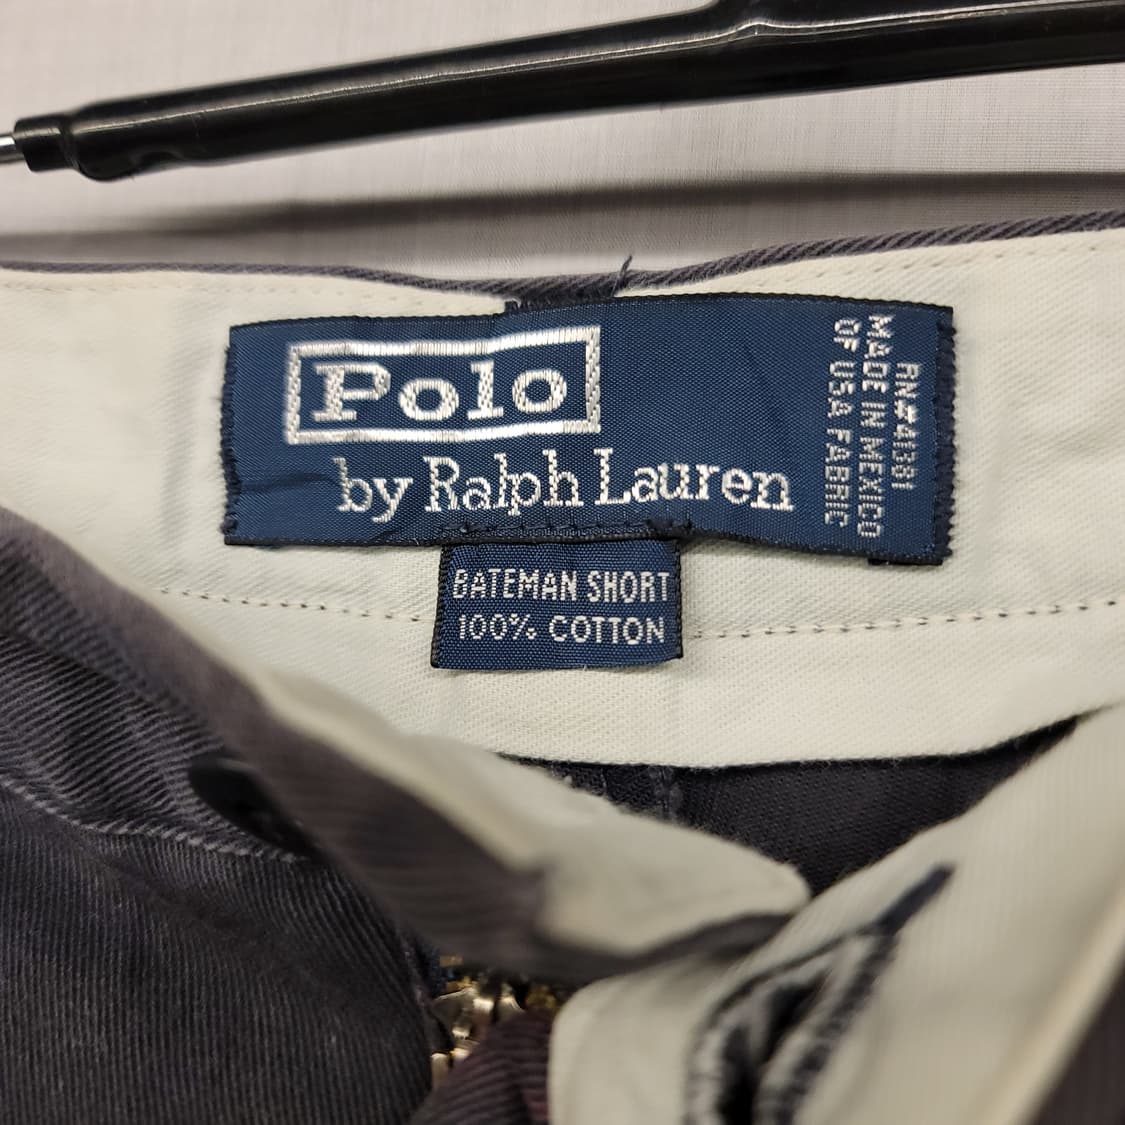 Polo
by Ralph Lauren
RN#41381
MADE IN MEXICO
OF USA FABRIC
BATEMAN SHORT
100% COTTON